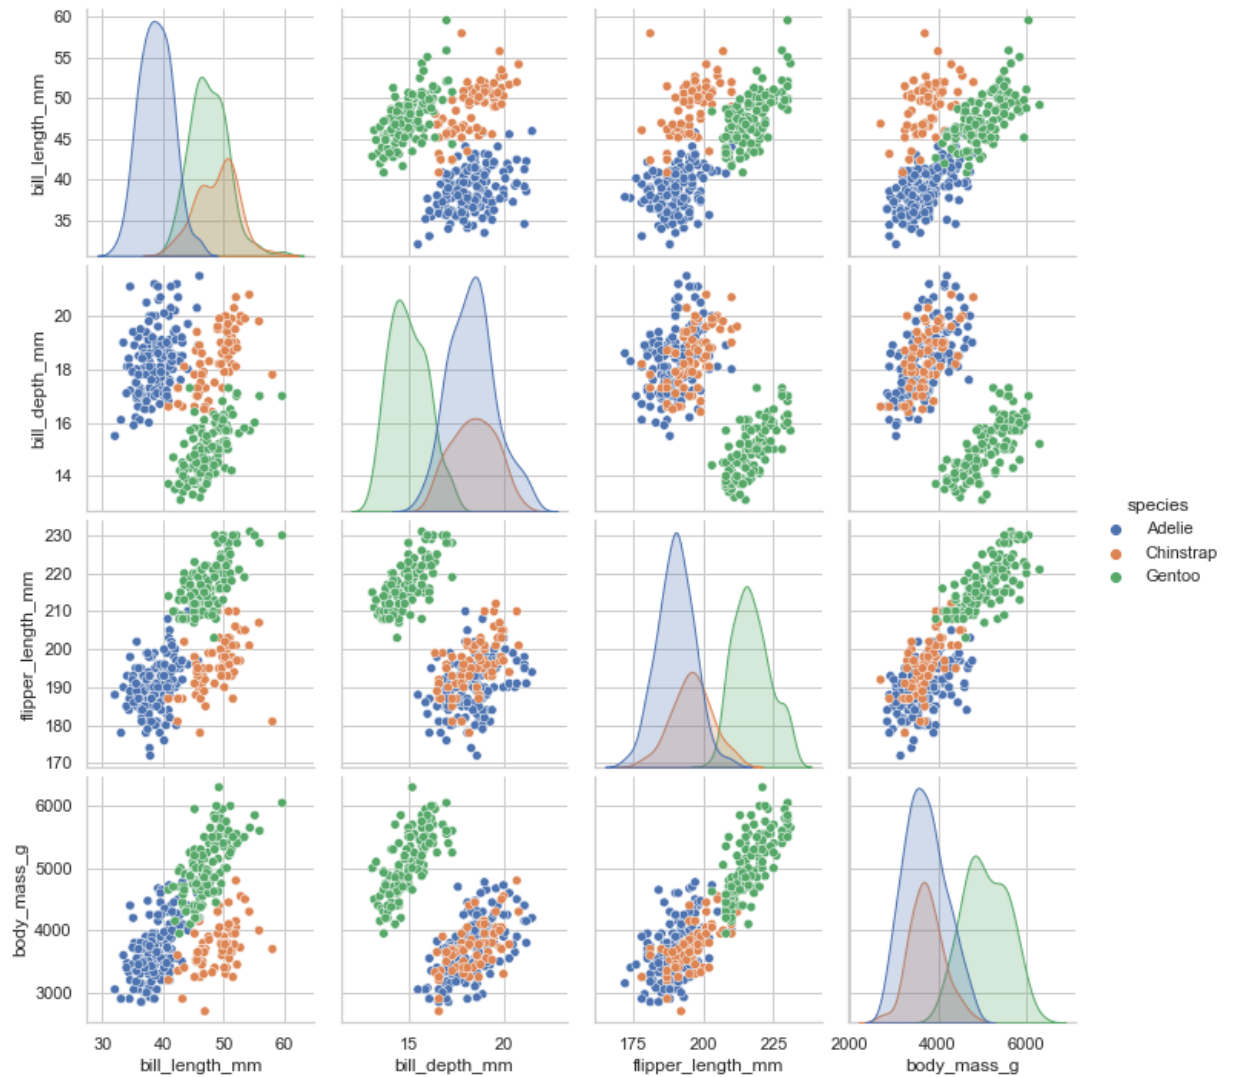 60
55
50
45
40
35
bill_length_mm
20
18
16
14
bill_depth_mm
230
220
210
200
190
180
170
flipper_length_mm
6000
5000
4000
3000
body_mass_g
30 40 50 60
bill_length_mm
15 20
bill_depth_mm
175 200 225
flipper_length_mm
2000 4000 6000
body_mass_g
species
Adelie
Chinstrap
Gentoo